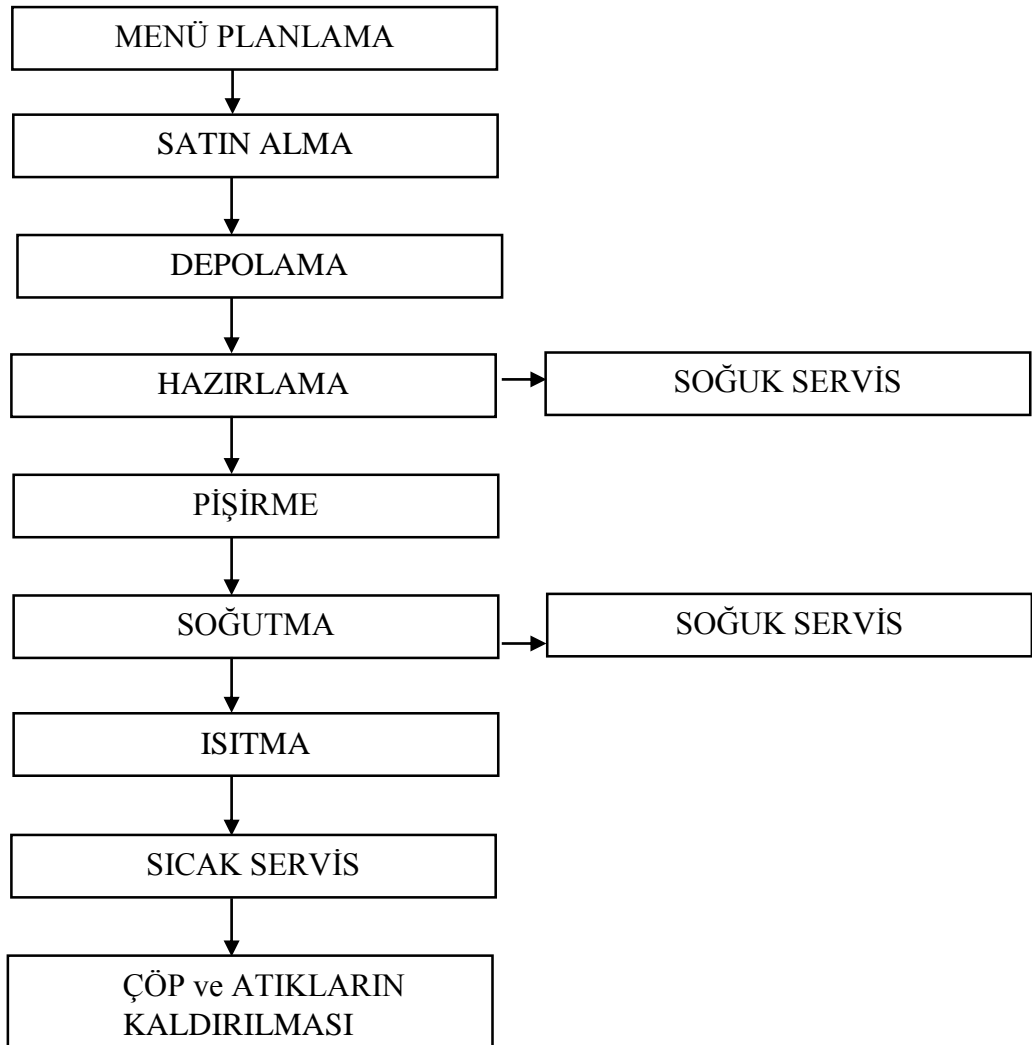 MENÜ PLANLAMA
SATIN ALMA
DEPOLAMA
HAZIRLAMA
SOĞUK SERVİS
PİŞİRME
SOĞUTMA
SOĞUK SERVİS
ISITMA
SICAK SERVİS
ÇÖP ve ATIKLARIN
KALDIRILMASI